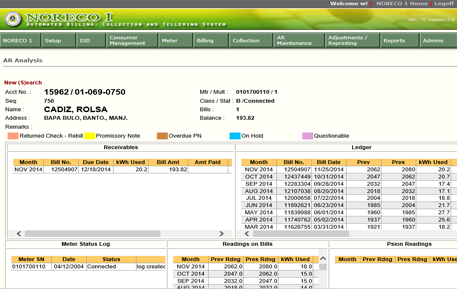 Welcome w! | NORECO 1 Home | Logoff
NORECO I
AUTOMATED BILLING, COLLECTION AND TELLERING SYSTEM
NORECO 1 Setup ISD Consumer Management Meter Billing Collection AR Maintenance Adjustments / Reprinting Reports Admins
AR Analysis
New (S)earch
Acct No. : 15962 / 01-069-0750 Mtr / Mult : 0101700110 / 1
Seq: 750 Class / Stat : B /Connected
Name : CADIZ, ROLSA Bills : 1
Address : BAPA BULO, BANTO., MANJ. Balance : 193.82
Remarks :
Returned Check - Rebill Promissory Note Overdue PN On Hold Questionable
Receivables Ledger
Month Bill No. Due Date kWh Used Bill Amt Amt Paid Month Bill No. Bill Date Prev Pres kWh Used
NOV 2014 12504907 12/18/2014 20.2 193.82 NOV 2014 12504907 11/25/2014 2062 2080 20.2
OCT 2014 12437449 10/31/2014 2047 2062 20.7
SEP 2014 12283304 09/28/2014 2032 2047 17.4
AUG 2014 12107038 08/20/2014 2018 2032 17.1
JUL 2014 12000658 07/22/2014 2004 2018 18.8
JUN 2014 11892621 06/23/2014 1985 2004 21.7
MAY 2014 11839988 06/01/2014 1960 1985 27.7
APR 2014 11740762 05/02/2014 1937 1960 25.6
MAR 2014 11626755 03/31/2014 1921 1937 18.2
Meter Status Log Readings on Bills Psion Readings
Meter SN Date Status Month Prev Rdng Pres Rdng kWh Used Month Prev Rdng Pres Rdng kWh Used
0101700110 04/12/2004 Connected log created NOV 2014 2062.0 2080.0 18.0
OCT 2014 2047.0 2062.0 15.0
SEP 2014 2032.0 2047.0 15.0
AUG 2014 2018.0 2032.0 14.0